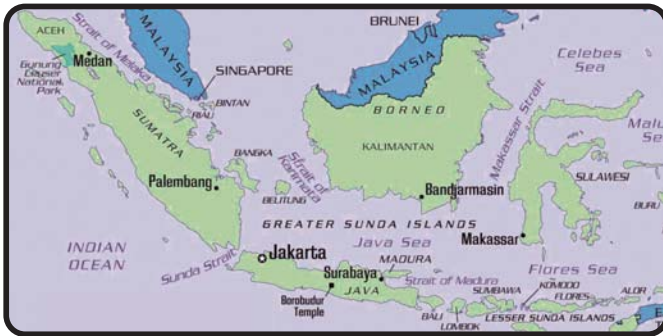 ACEH
Strait of Melaka
Medan
Gunung
Leuser
National
Park
MALAYSIA
SINGAPORE
BINTAN
RIAU
SUMATRA
BANGKA
Palembang
BELITUNG
Strait of
Karimata
BRUNEI
MALAYSIA
BORNEO
KALIMANTAN
Bandjarmasin
Makassar Strait
Celebes
Sea
SULAWESI
BURU
GREATER SUNDA ISLANDS
Java Sea
Makassar
INDIAN
OCEAN
Sunda Strait
Jakarta
Surabaya
MADURA
JAVA
Strait of Madura
Borobudur
Temple
BALI
LOMBOK
SUMBAWA
Flores Sea
KOMODO
FLORES
ALOR
LESSER SUNDA ISLANDS